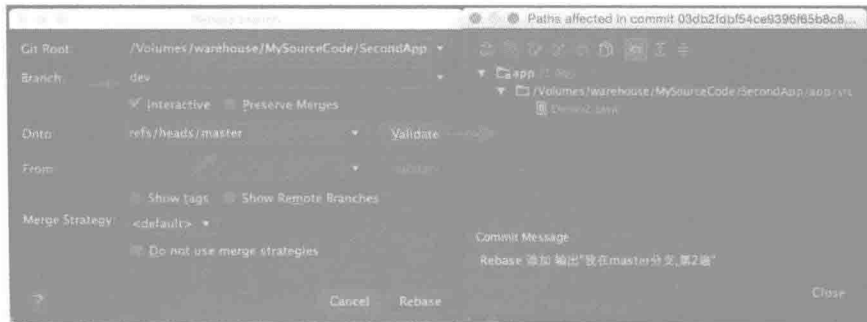 Paths affected in commit 03db2fdbf54ce9396f65b8c8...
Git Root: /Volumes/warehouse/MySourceCode/SecondApp
Branch: dev
Interactive Preserve Merges
Onto: refs/heads/master Validate
From:
Show tags Show Remote Branches
Merge Strategy: <default>
Do not use merge strategies
Cancel Rebase
app
/Volumes/warehouse/MySourceCode/SecondApp/app/src
Commit Message
Rebase 添加 输出"我在master分支,第2遍"
Close